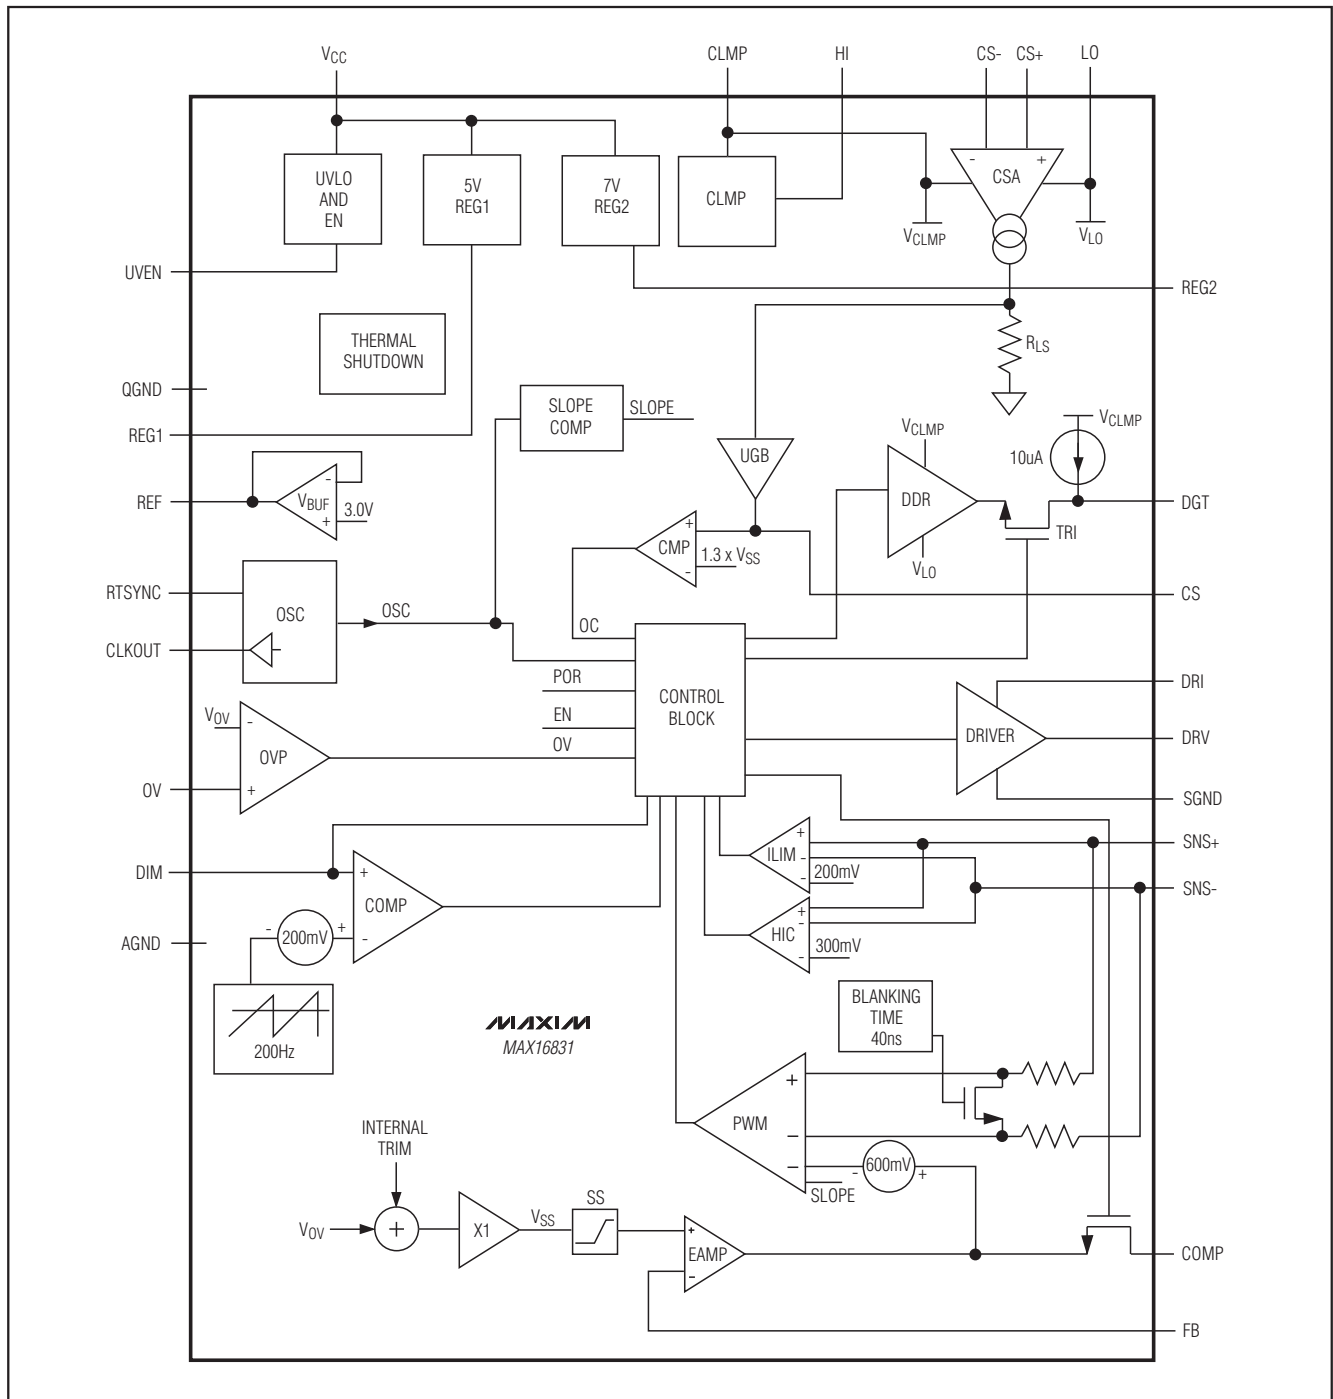 VCC
CLMP
HI
CS-
CS+
LO
UVLO
AND
EN
5V
REG1
7V
REG2
CLMP
-
+
CSA
VCLMP
VLO
UVEN
REG2
THERMAL
SHUTDOWN
RLS
QGND
REG1
SLOPE
COMP
SLOPE
UGB
VCLMP
DDR
VLO
VCLMP
10uA
DGT
TRI
REF
-
VBUF
+
3.0V
+
CMP
-
1.3 x VSS
RTSYNC
OSC
OSC
CLKOUT
OC
CS
POR
EN
OV
CONTROL
BLOCK
DRI
DRIVER
DRV
SGND
VOV
-
OVP
+
OV
DIM
+
COMP
-
- 200mV +
AGND
200Hz
+
ILIM
-
-
200mV
SNS+
SNS-
+
-
HIC
-
300mV
BLANKING
TIME
40ns
MAXIM
MAX16831
+
PWM
–
–
- 600mV +
SLOPE
INTERNAL
TRIM
VOV
+
X1
VSS
SS
+
EAMP
-
COMP
FB